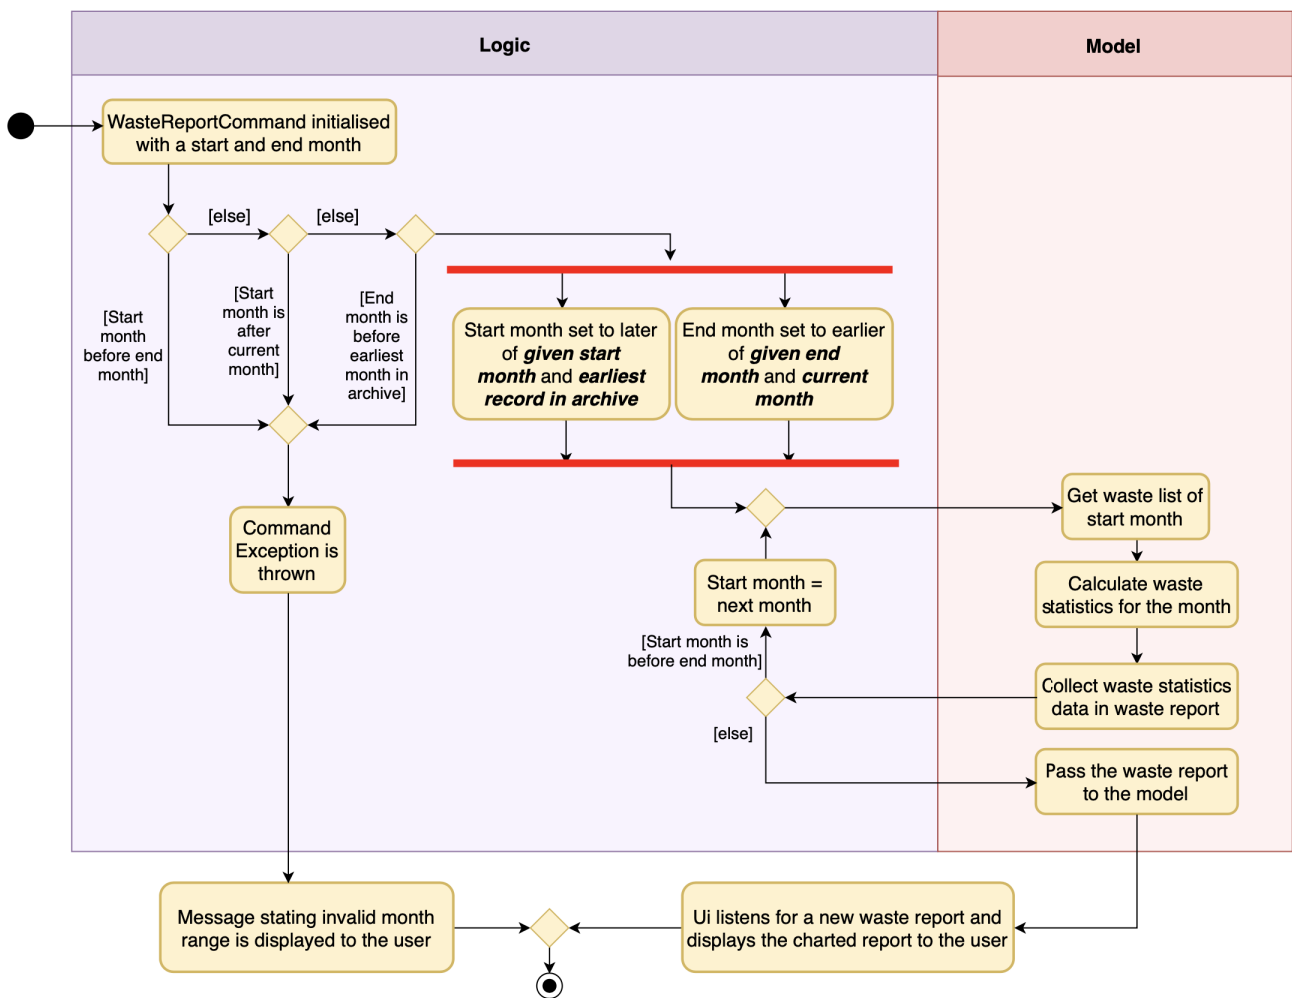 Logic
Model
WasteReportCommand initialised
with a start and end month
[else]
[else]
[Start
month
before end
month]
[Start
month is
after
current
month]
[End
month is
before
earliest
month in
archive]
Start month set to later
of given start
month and earliest
record in archive
End month set to earlier
of given end
month and current
month
Command
Exception is
thrown
Get waste list of
start month
Start month =
next month
Calculate waste
statistics for the month
[Start month is
before end month]
Collect waste statistics
data in waste report
[else]
Pass the waste report
to the model
Message stating invalid month
range is displayed to the user
Ui listens for a new waste report and
displays the charted report to the user